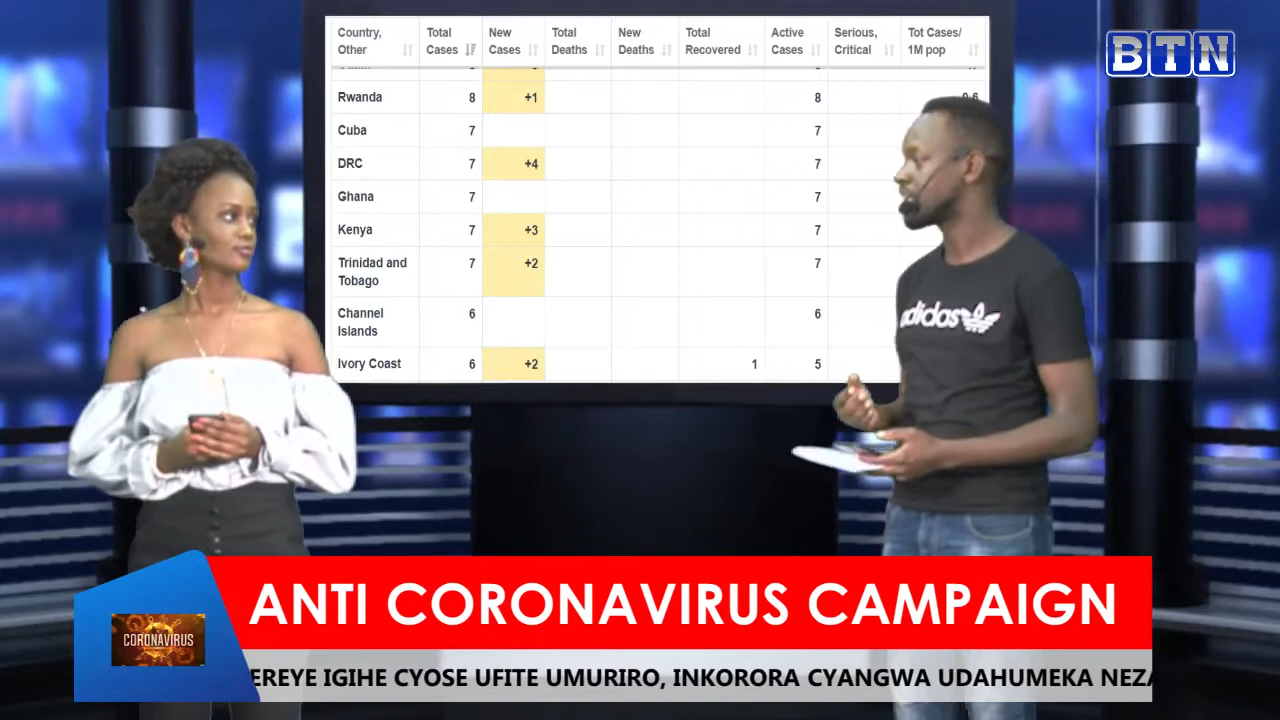 Country, Other Total Cases New Cases Total Deaths New Deaths Total Recovered Active Cases Serious, Critical Tot Cases/ 1M pop
BTN
Rwanda 8 +1 8
Cuba 7 7
DRC 7 +4 7
Ghana 7 7
Kenya 7 +3 7
Trinidad and Tobago 7 +2 7
Channel Islands 6 6
Ivory Coast 6 +2 1 5
adidas
ANTI CORONAVIRUS CAMPAIGN
CORONAVIRUS
EREYE IGIHE CYOSE UFITE UMURIRO, INKORORA CYANGWA UDAHUMEKA NEZA